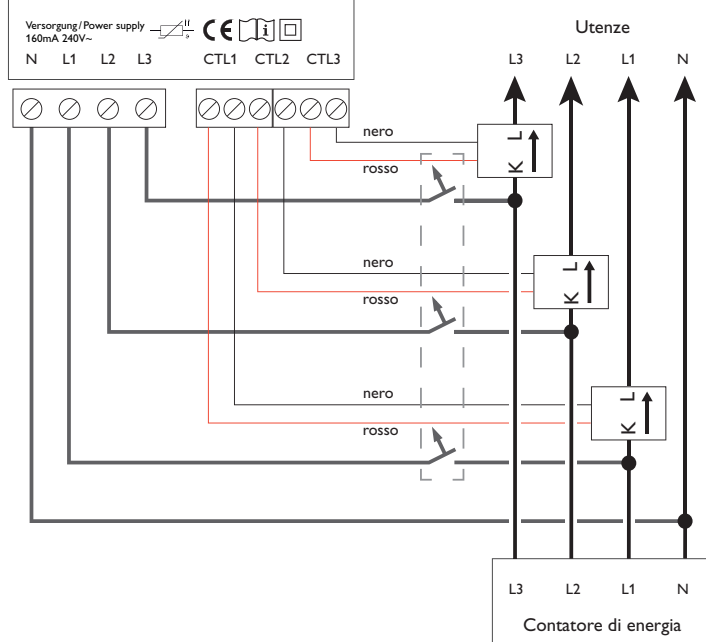 Versorgung/Power supply
160mA 240V~
N L1 L2 L3 CTL1 CTL2 CTL3
Utenze
L3 L2 L1 N
nero
L
rosso
K
nero
L
rosso
K
nero
L
rosso
K
L3 L2 L1 N
Contatore di energia